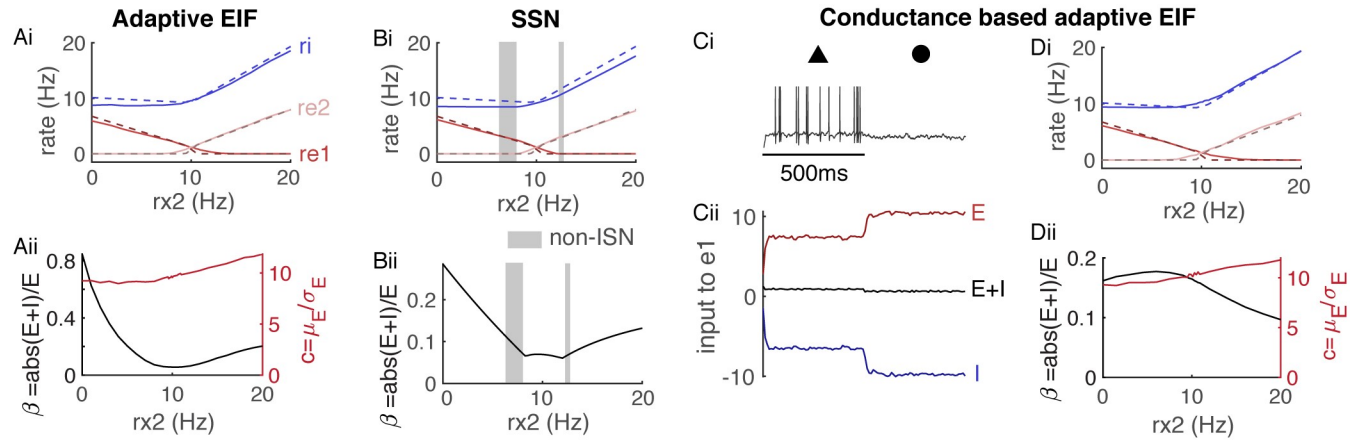 Adaptive EIF
SSN
Conductance based adaptive EIF
Ai
20
10
0
rate (Hz)
ri
re2
re1
0
10
20
rx2 (Hz)
Bi
20
10
0
rate (Hz)
0
10
20
rx2 (Hz)
Ci
500ms
Di
20
10
0
rate (Hz)
0
10
20
rx2 (Hz)
Aii
0.8
0.4
0
β =abs(E+I)/E
10
5
0
c= μE/σE
0
10
20
rx2 (Hz)
non-ISN
Bii
0.2
0.1
0
β =abs(E+I)/E
0
10
20
rx2 (Hz)
Cii
10
0
-10
input to e1
E
E+I
I
Dii
0.2
0.1
0
β =abs(E+I)/E
10
5
0
c= μE/σE
0
10
20
rx2 (Hz)